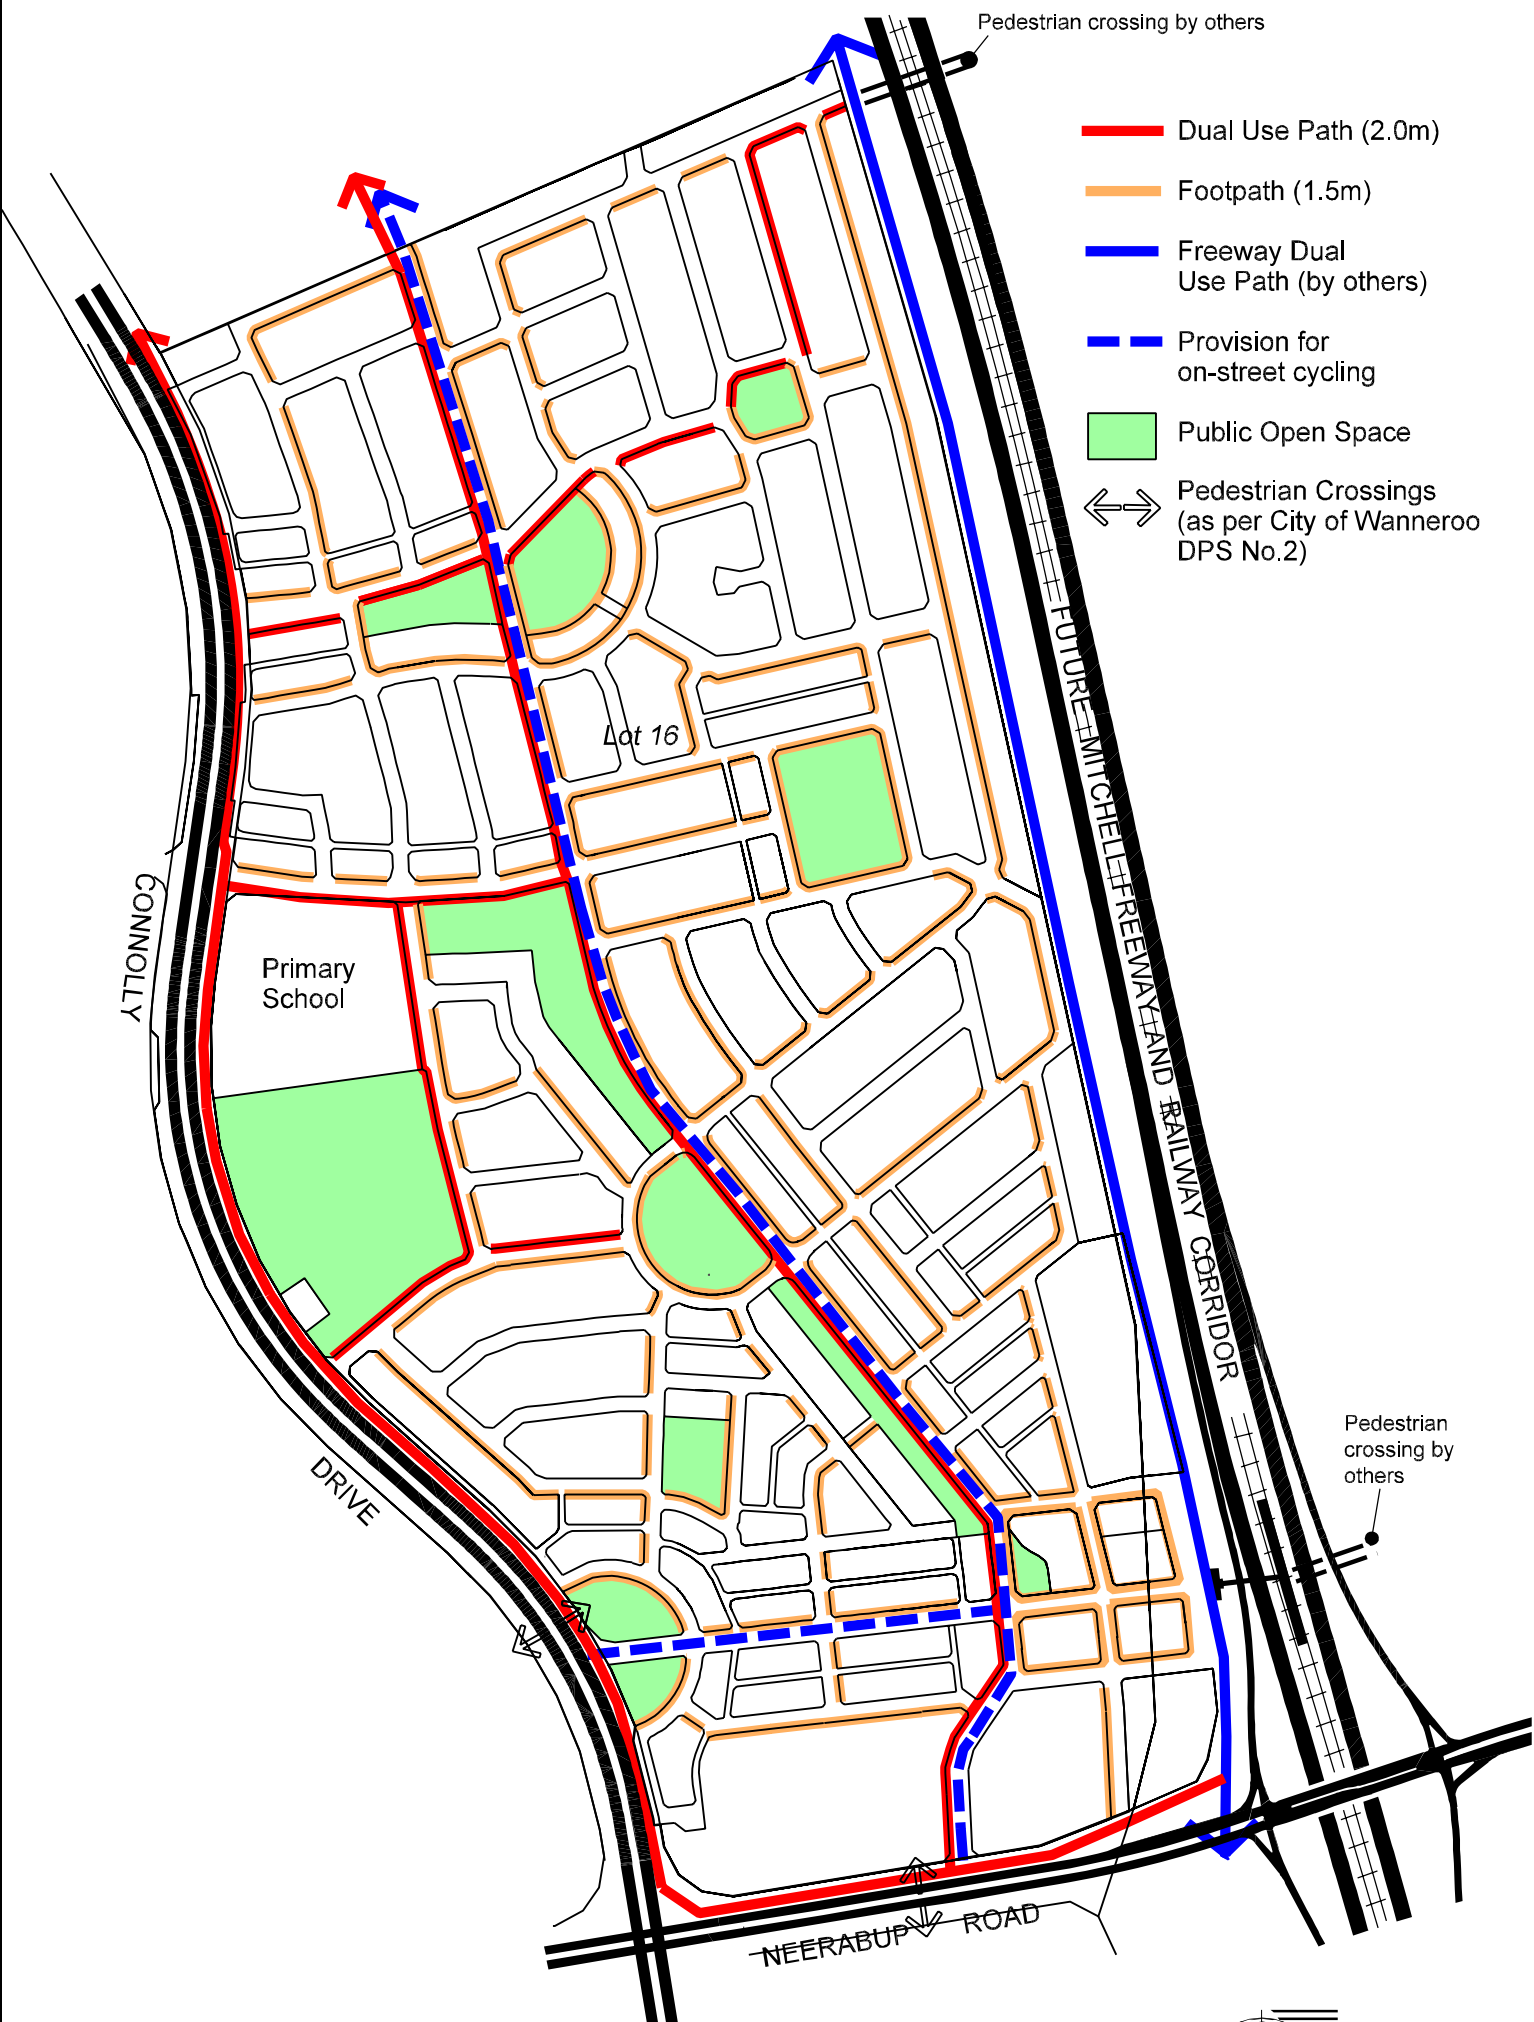 Pedestrian crossing by others
Dual Use Path (2.0m)
Footpath (1.5m)
Freeway Dual
Use Path (by others)
Provision for
on-street cycling
Public Open Space
Pedestrian Crossings
(as per City of Wanneroo
DPS No.2)
FUTURE MITCHELL FREEWAY AND RAILWAY CORRIDOR
Lot 16
CONNOLLY
Primary
School
DRIVE
Pedestrian
crossing by
others
NEERABUP ROAD